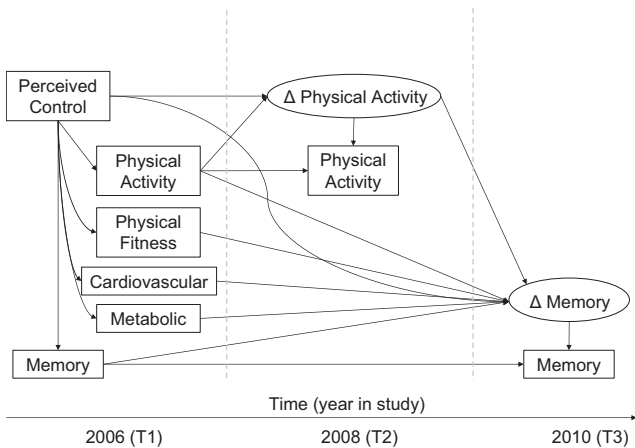 Perceived
Control
Δ Physical Activity
Physical
Activity
Physical
Activity
Physical
Fitness
Cardiovascular
Metabolic
Δ Memory
Memory
Memory
Time (year in study)
2006 (T1)
2008 (T2)
2010 (T3)